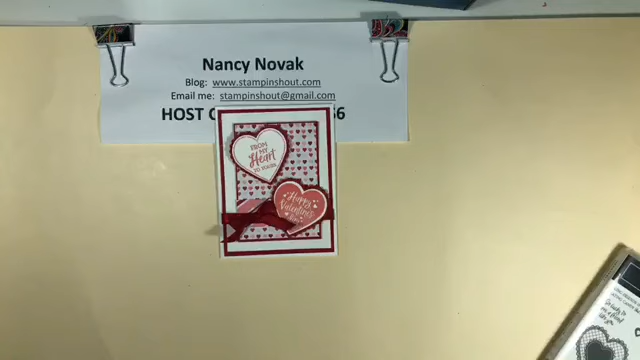 Nancy Novak
Blog: www.stampinshout.com
Email me: stampinshout@gmail.com
HOST
FROM
MY
Heart
TO YOURS
Happy
Valentine's
Day